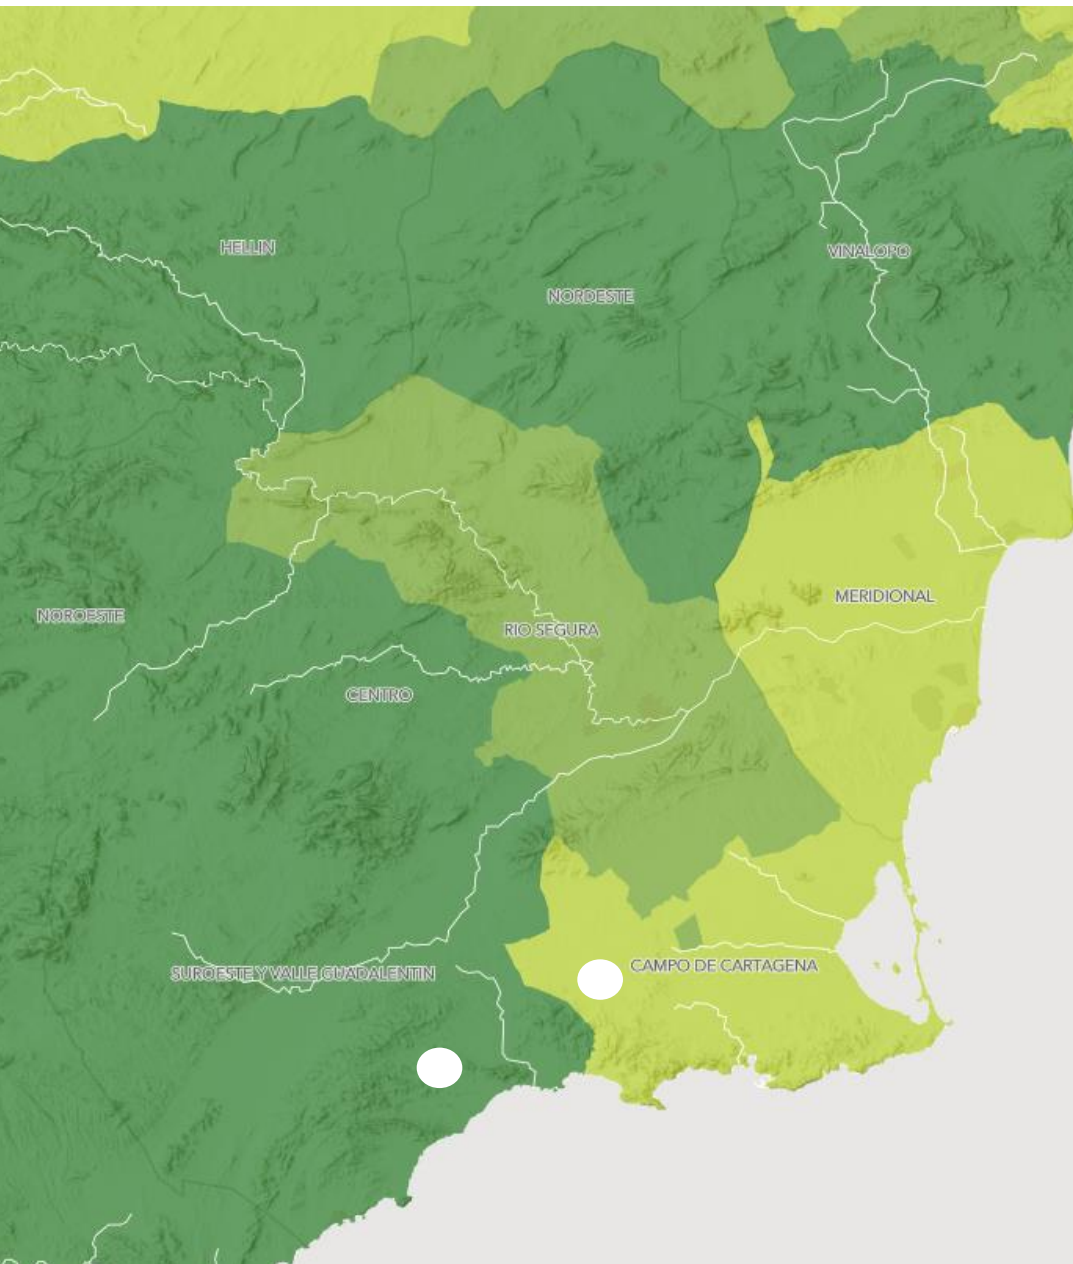 HELLIN
VINALOPO
NORDESTE
MERIDIONAL
NOROESTE
RIO SEGURA
CENTRO
CAMPO DE CARTAGENA
SUROESTE Y VALLE GUADALENTIN